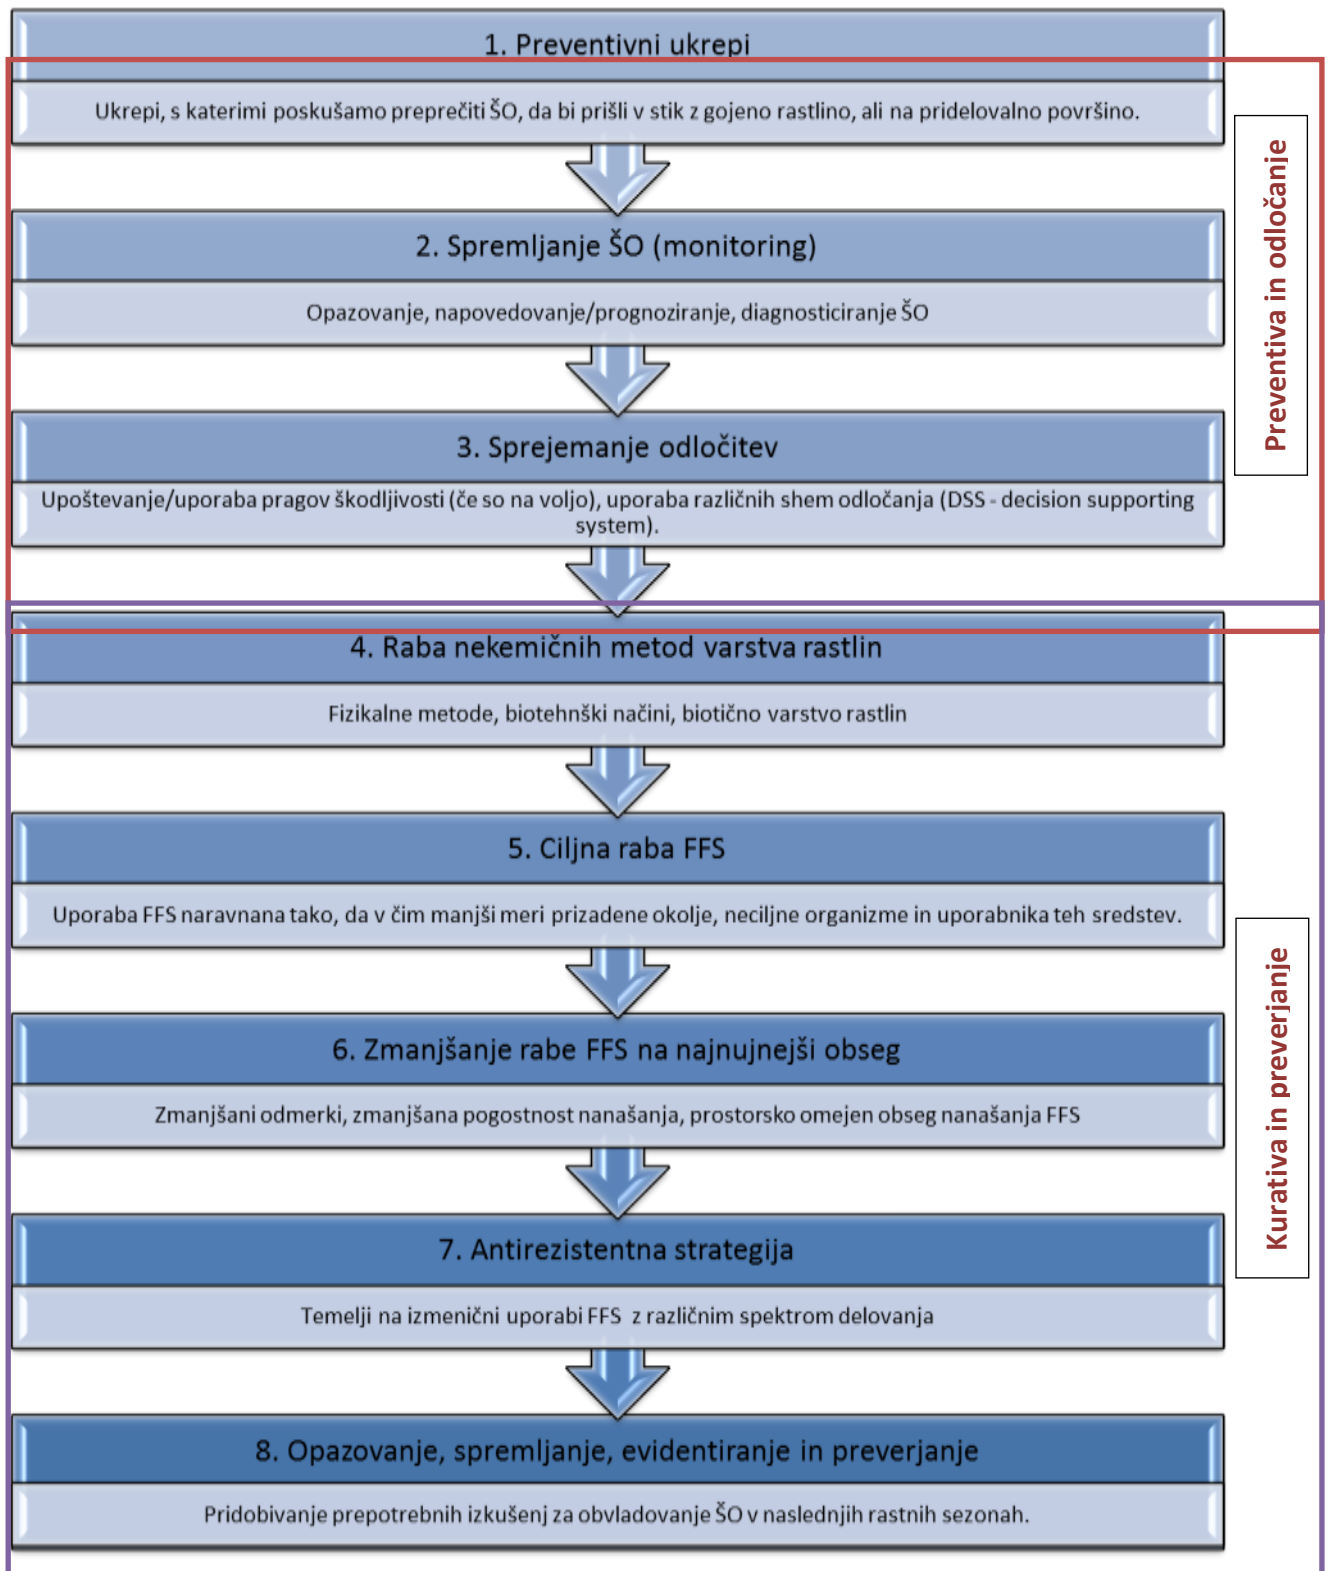 1. Preventivni ukrepi
Ukrepi, s katerimi poskušamo preprečiti ŠO, da bi prišli v stik z gojeno rastlino, ali na pridelovalno površino.
2. Spremljanje ŠO (monitoring)
Opazovanje, napovedovanje/prognoziranje, diagnosticiranje ŠO
3. Sprejemanje odločitev
Upoštevanje/uporaba pragov škodljivosti (če so na voljo), uporaba različnih shem odločanja (DSS - decision supporting
system).
Preventiva in odločanje
4. Raba nekemičnih metod varstva rastlin
Fizikalne metode, biotehnški načini, biotično varstvo rastlin
5. Ciljna raba FFS
Uporaba FFS naravnana tako, da v čim manjši meri prizadene okolje, neciljne organizme in uporabnika teh sredstev.
6. Zmanjšanje rabe FFS na najnujnejši obseg
Zmanjšani odmerki, zmanjšana pogostnost nanašanja, prostorsko omejen obseg nanašanja FFS
7. Antirezistentna strategija
Temelji na izmenični uporabi FFS z različnim spektrom delovanja
8. Opazovanje, spremljanje, evidentiranje in preverjanje
Pridobivanje prepotrebnih izkušenj za obvladovanje ŠO v naslednjih rastnih sezonah.
Kurativa in preverjanje